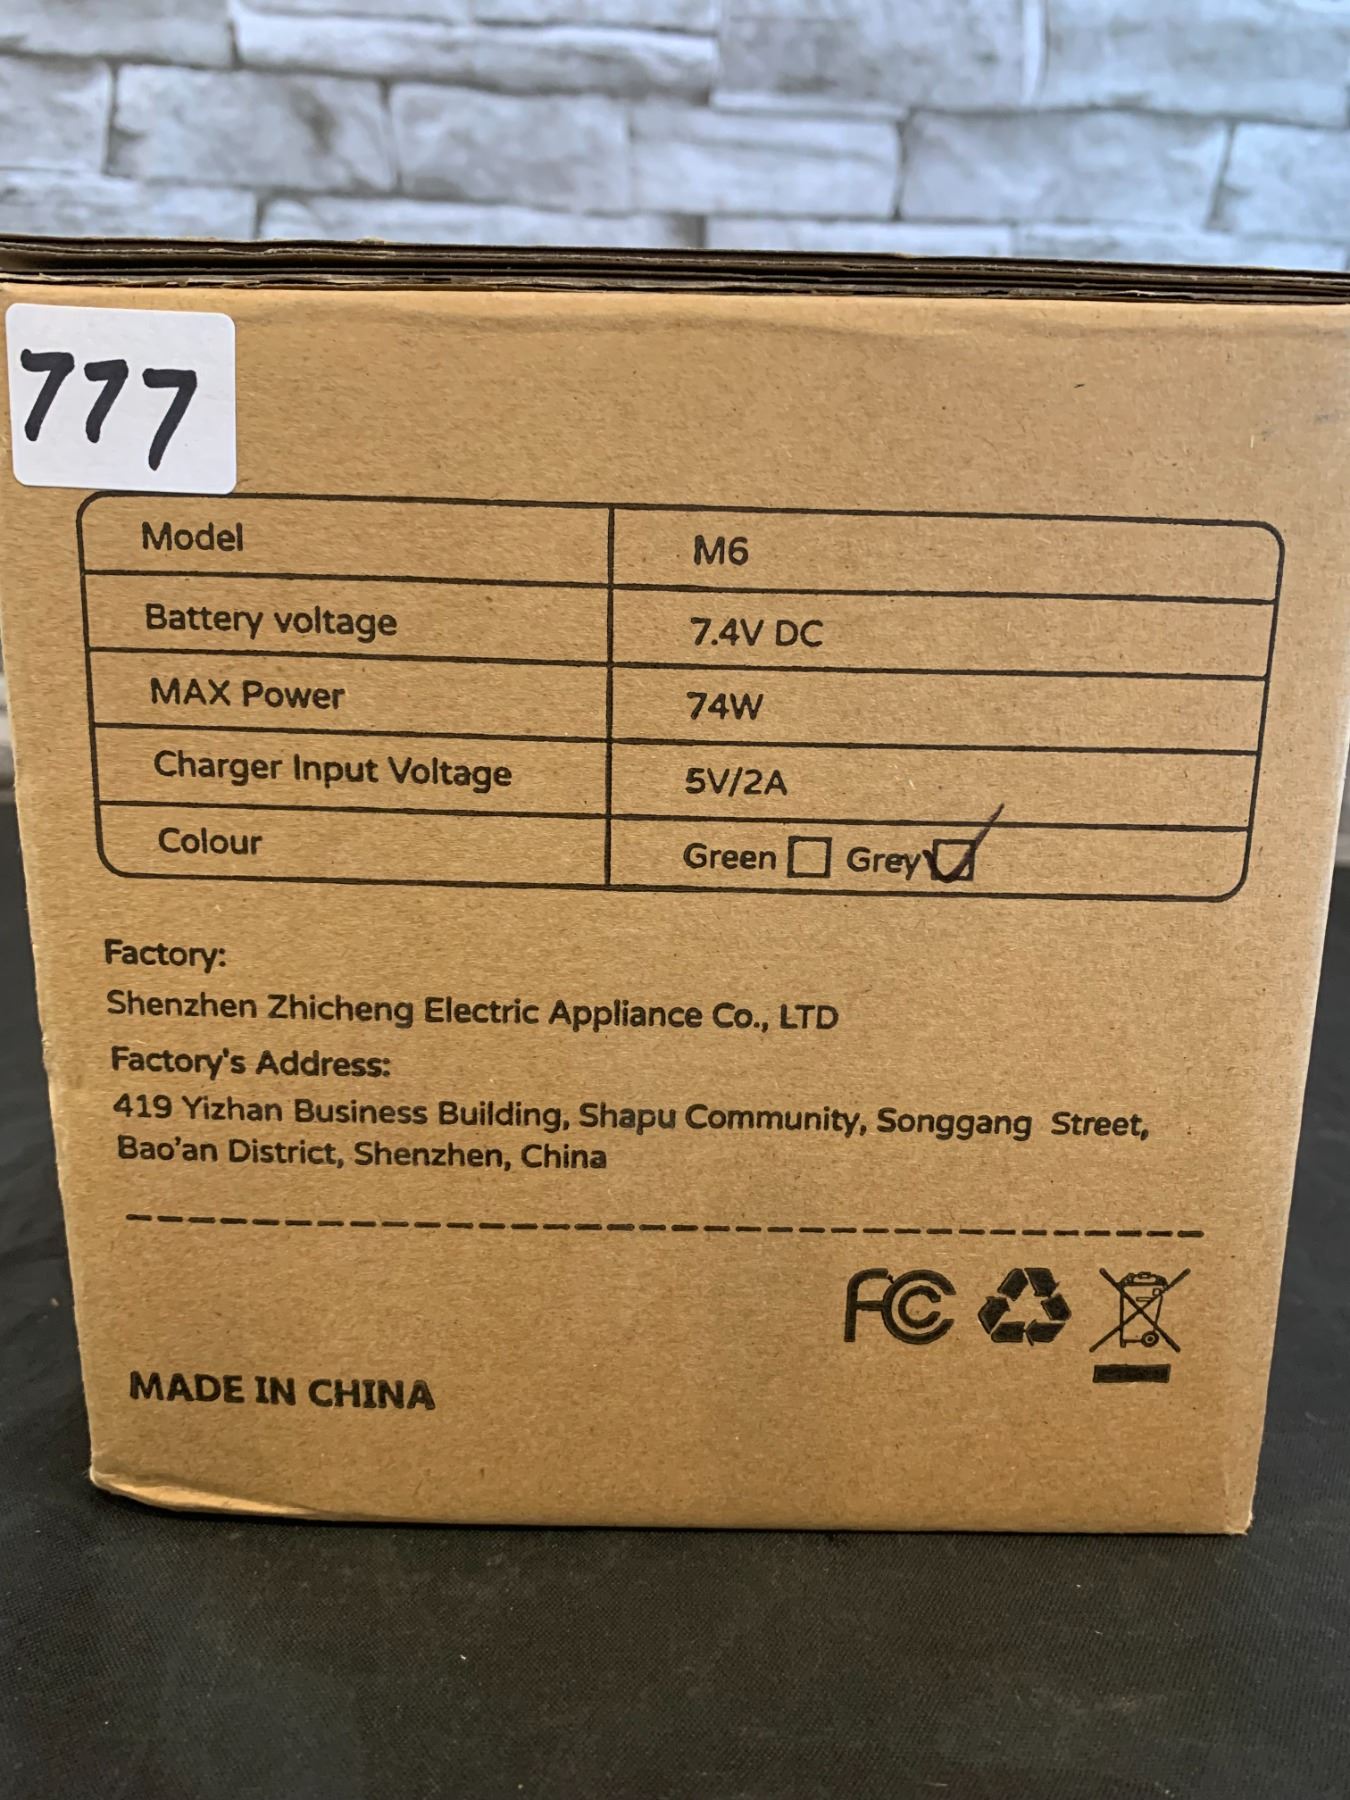 777
Model M6
Battery voltage 7.4V DC
MAX Power 74W
Charger Input Voltage 5V/2A
Colour Green Grey
Factory:
Shenzhen Zhicheng Electric Appliance Co., LTD
Factory's Address:
419 Yizhan Business Building, Shapu Community, Songgang Street,
Bao'an District, Shenzhen, China
FCC
MADE IN CHINA